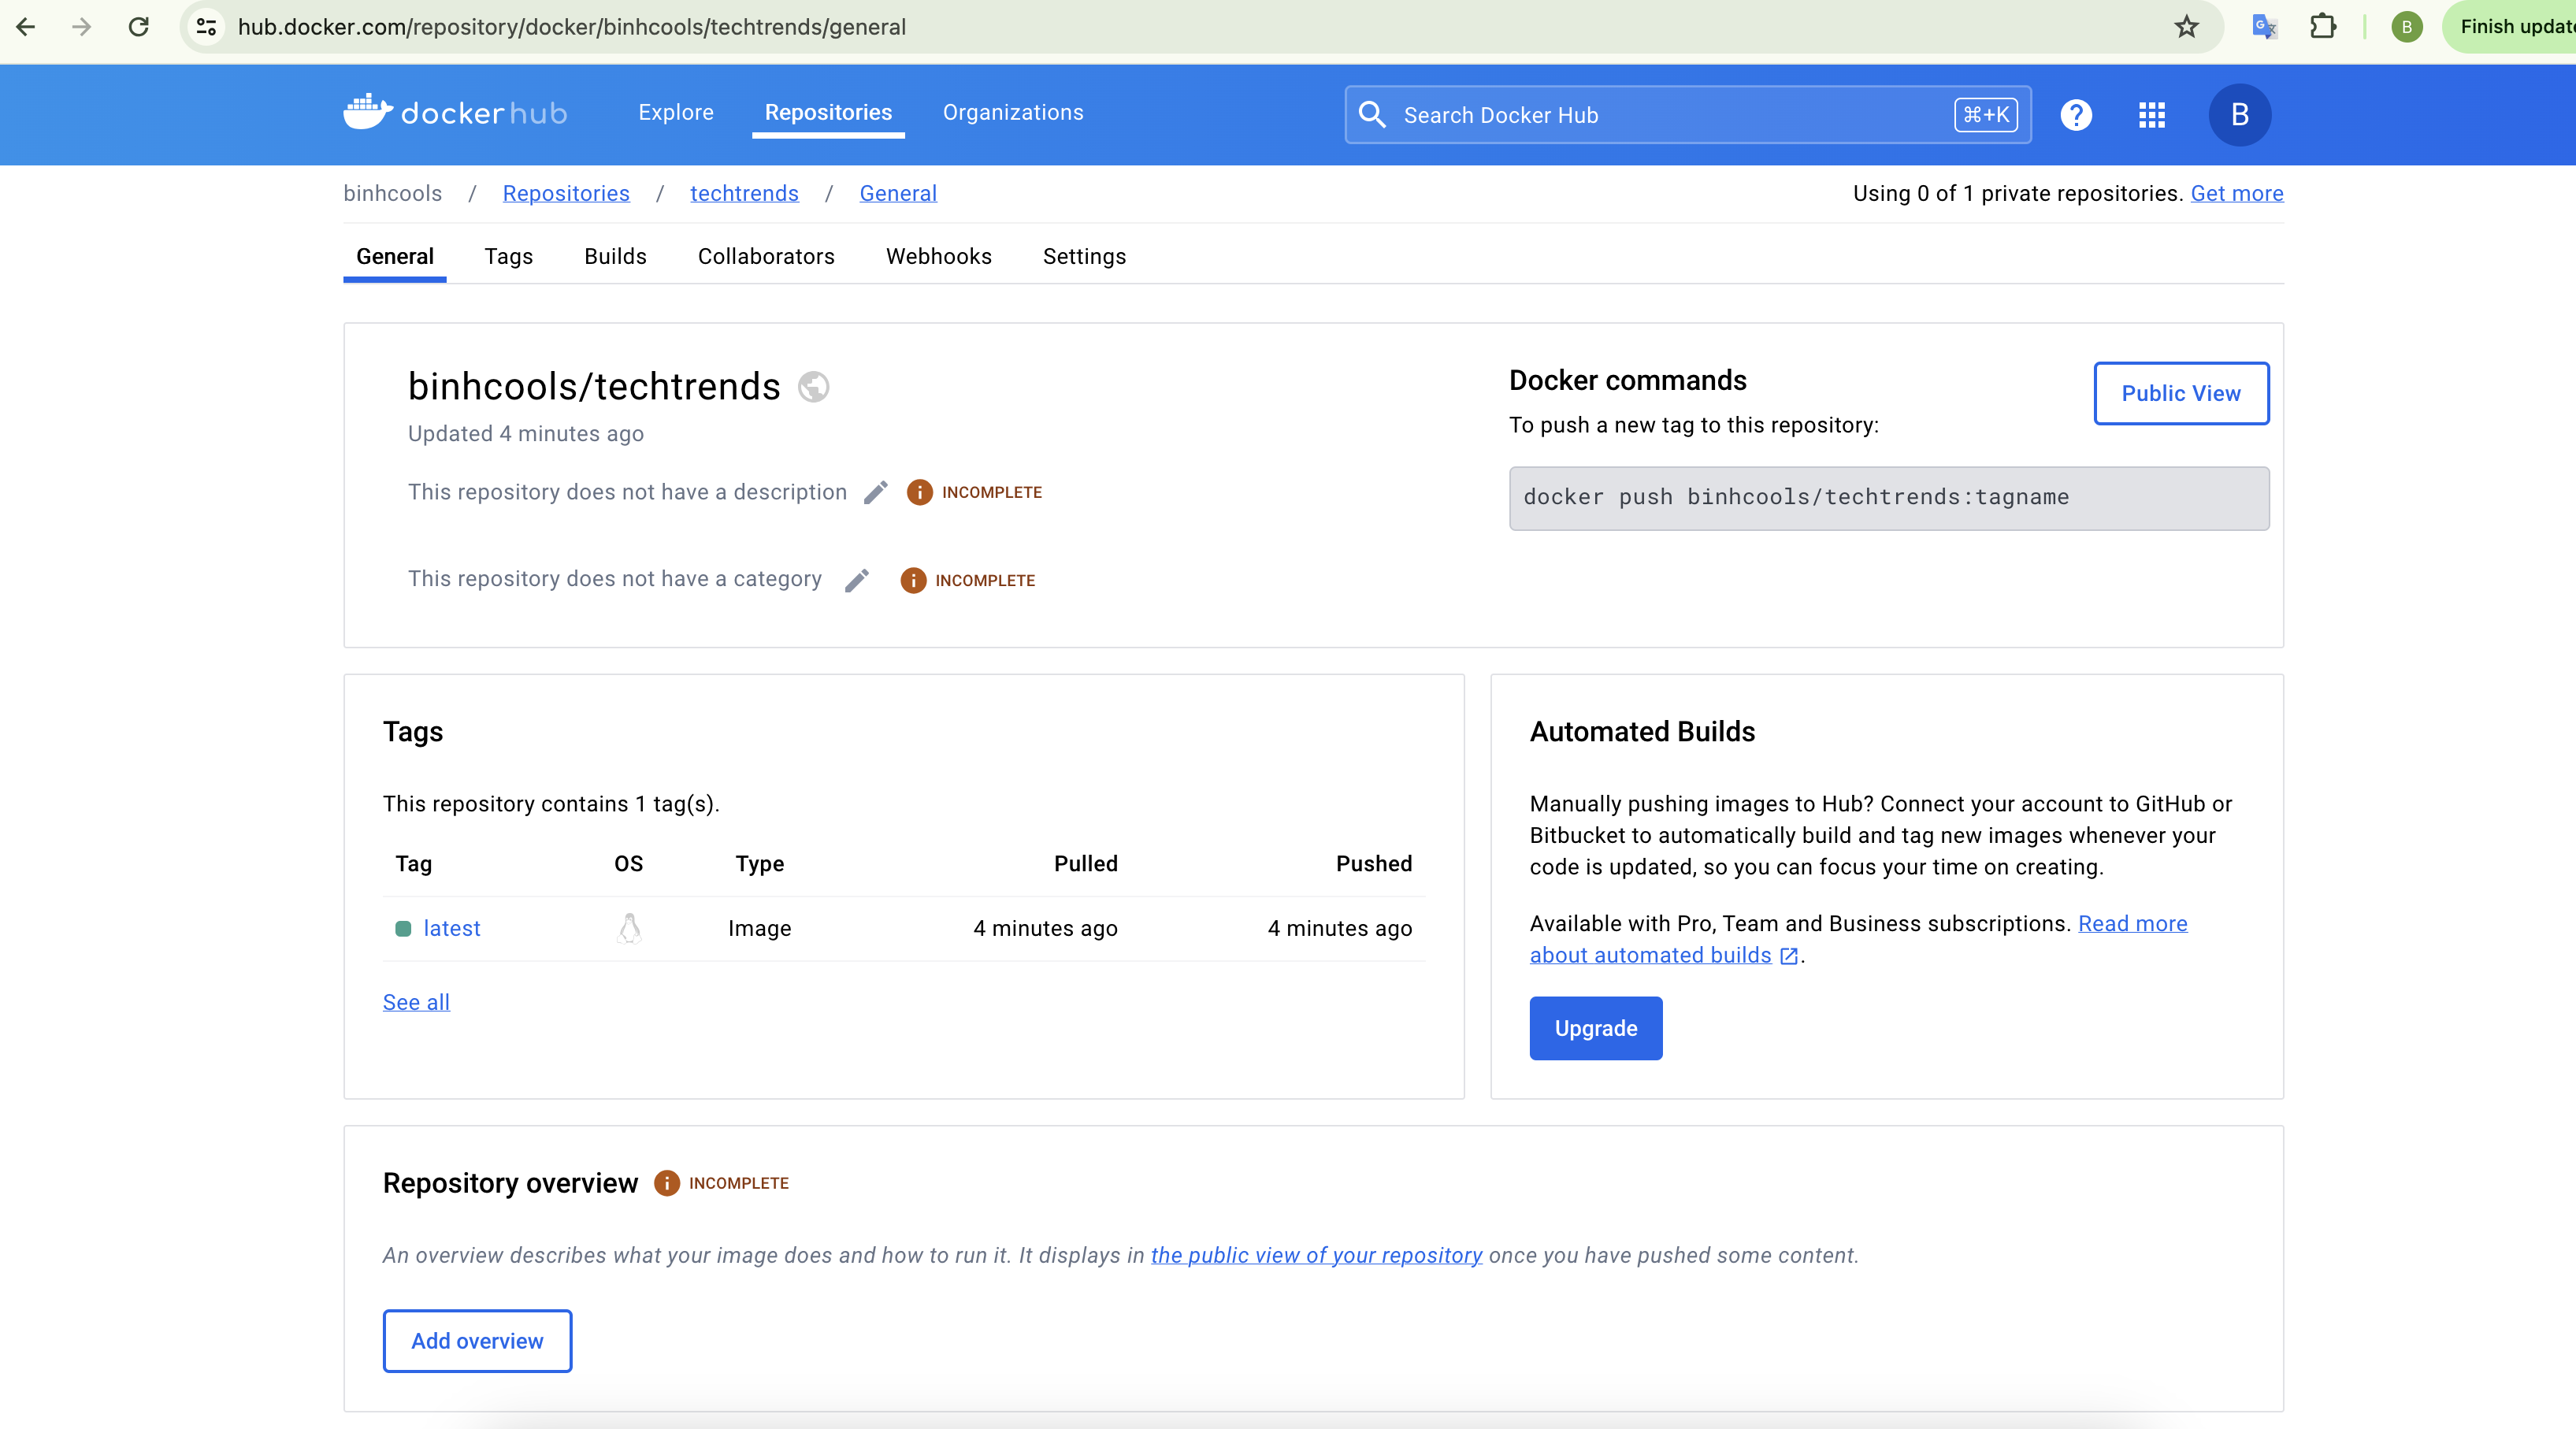 hub.docker.com/repository/docker/binhcools/techtrends/general
B
Finish update
dockerhub
Explore
Repositories
Organizations
Search Docker Hub
⌘+K
?
B
binhcools / Repositories / techtrends / General
Using 0 of 1 private repositories. Get more
General
Tags
Builds
Collaborators
Webhooks
Settings
binhcools/techtrends
Updated 4 minutes ago
This repository does not have a description
INCOMPLETE
This repository does not have a category
INCOMPLETE
Docker commands
Public View
To push a new tag to this repository:
docker push binhcools/techtrends:tagname
Tags
This repository contains 1 tag(s).
Tag OS Type Pulled Pushed
latest Image 4 minutes ago 4 minutes ago
See all
Automated Builds
Manually pushing images to Hub? Connect your account to GitHub or
Bitbucket to automatically build and tag new images whenever your
code is updated, so you can focus your time on creating.
Available with Pro, Team and Business subscriptions. Read more
about automated builds.
Upgrade
Repository overview
INCOMPLETE
An overview describes what your image does and how to run it. It displays in the public view of your repository once you have pushed some content.
Add overview